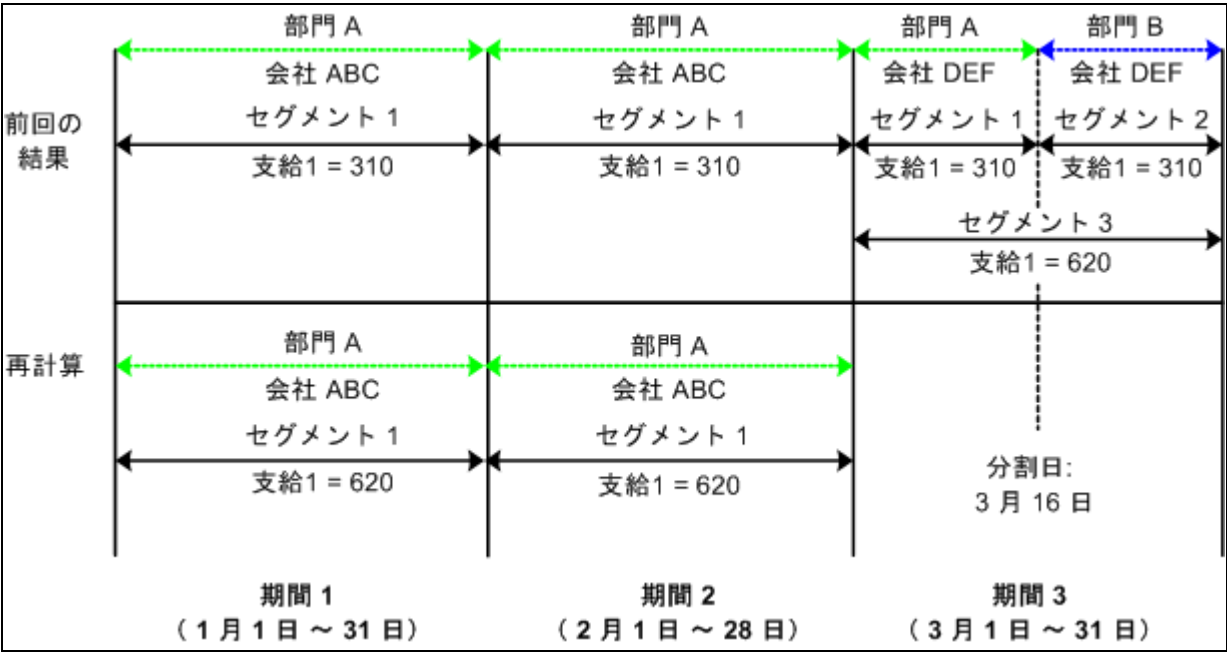 部門 A
部門 A
部門 A
部門 B
会社 ABC
会社 ABC
会社 DEF
会社 DEF
前回の
結果
セグメント 1
セグメント 1
セグメント 1
セグメント 2
支給1 = 310
支給1 = 310
支給1 = 310
支給1 = 310
セグメント 3
支給1 = 620
再計算
部門 A
部門 A
会社 ABC
会社 ABC
セグメント 1
セグメント 1
支給1 = 620
支給1 = 620
分割日:
3 月 16 日
期間 1
（ 1 月 1 日 ～ 31 日）
期間 2
（ 2 月 1 日 ～ 28 日）
期間 3
（ 3 月 1 日 ～ 31 日）